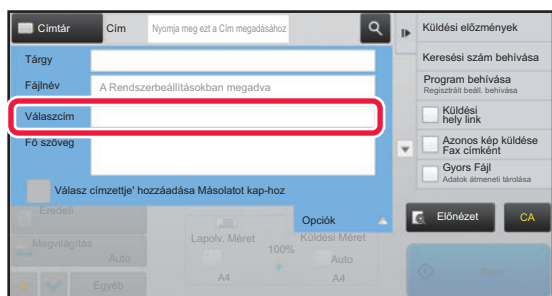 Címtár
Cím
Nyomja meg ezt a Cím megadásához
Tárgy
Fájlnév
A Rendszerbeállításokban megadva
Válaszcím
Fő szöveg
Válasz címzettje' hozzáadása Másolatot kap-hoz
Opciók
Eredeti
Megvilágítás
Auto
Egyéb
Lapolv. Méret
100%
Küldési Méret
Auto
A4
A4
Küldési előzmények
Keresési szám behívása
Program behívása
Regisztrált beáll. behívása
Küldési
hely link
Azonos kép küldése
Fax címként
Gyors Fájl
Adatok átmeneti tárolása
Előnézet
CA
Start